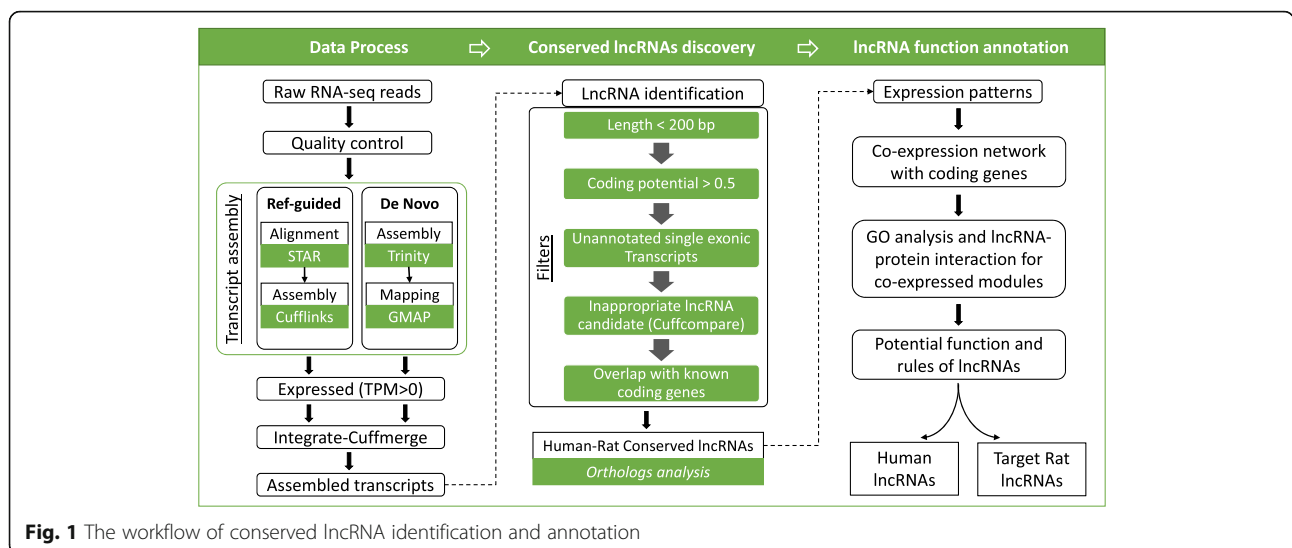 Data Process
Conserved lncRNAs discovery
lncRNA function annotation
Raw RNA-seq reads
Quality control
Transcript assembly
Ref-guided
Alignment
STAR
Assembly
Cufflinks
De Novo
Assembly
Trinity
Mapping
GMAP
Expressed (TPM>0)
Integrate-Cuffmerge
Assembled transcripts
LncRNA identification
Filters
Length < 200 bp
Coding potential > 0.5
Unannotated single exonic
Transcripts
Inappropriate lncRNA
candidate (Cuffcompare)
Overlap with known
coding genes
Human-Rat Conserved lncRNAs
Orthologs analysis
Expression patterns
Co-expression network
with coding genes
GO analysis and lncRNA-
protein interaction for
co-expressed modules
Potential function and
rules of lncRNAs
Human
lncRNAs
Target Rat
lncRNAs
Fig. 1 The workflow of conserved lncRNA identification and annotation